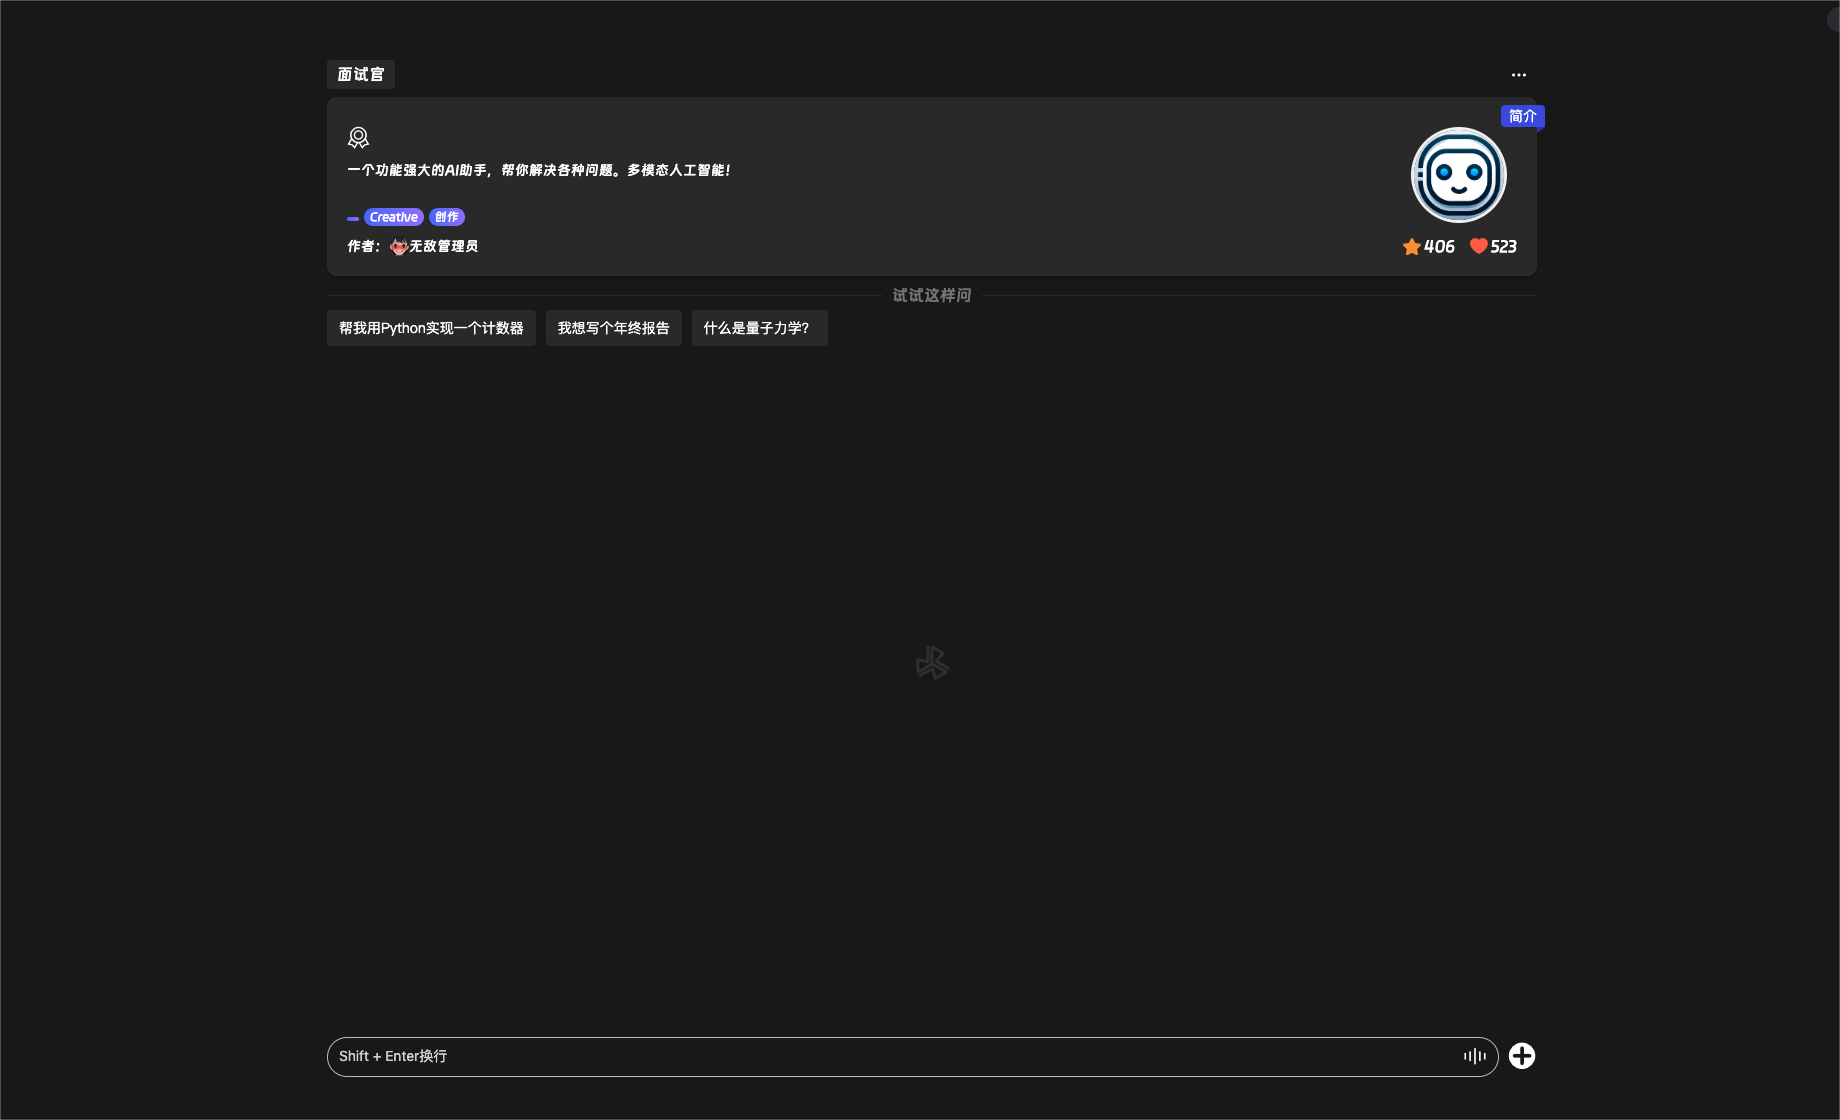 面试官
简介
一个功能强大的AI助手，帮你解决各种问题。多模态人工智能！
Creative 创作
作者： 无敌管理员
406 523
试试这样问
帮我用Python实现一个计数器 我想写个年终报告 什么是量子力学？
Shift + Enter换行